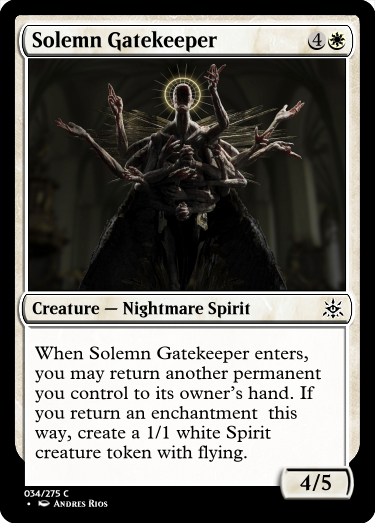 Solemn Gatekeeper 4
Creature — Nightmare Spirit
When Solemn Gatekeeper enters,
you may return another permanent
you control to its owner's hand. If
you return an enchantment  this
way, create a 1/1 white Spirit
creature token with flying.
4/5
034/275 C
• Andres Rios